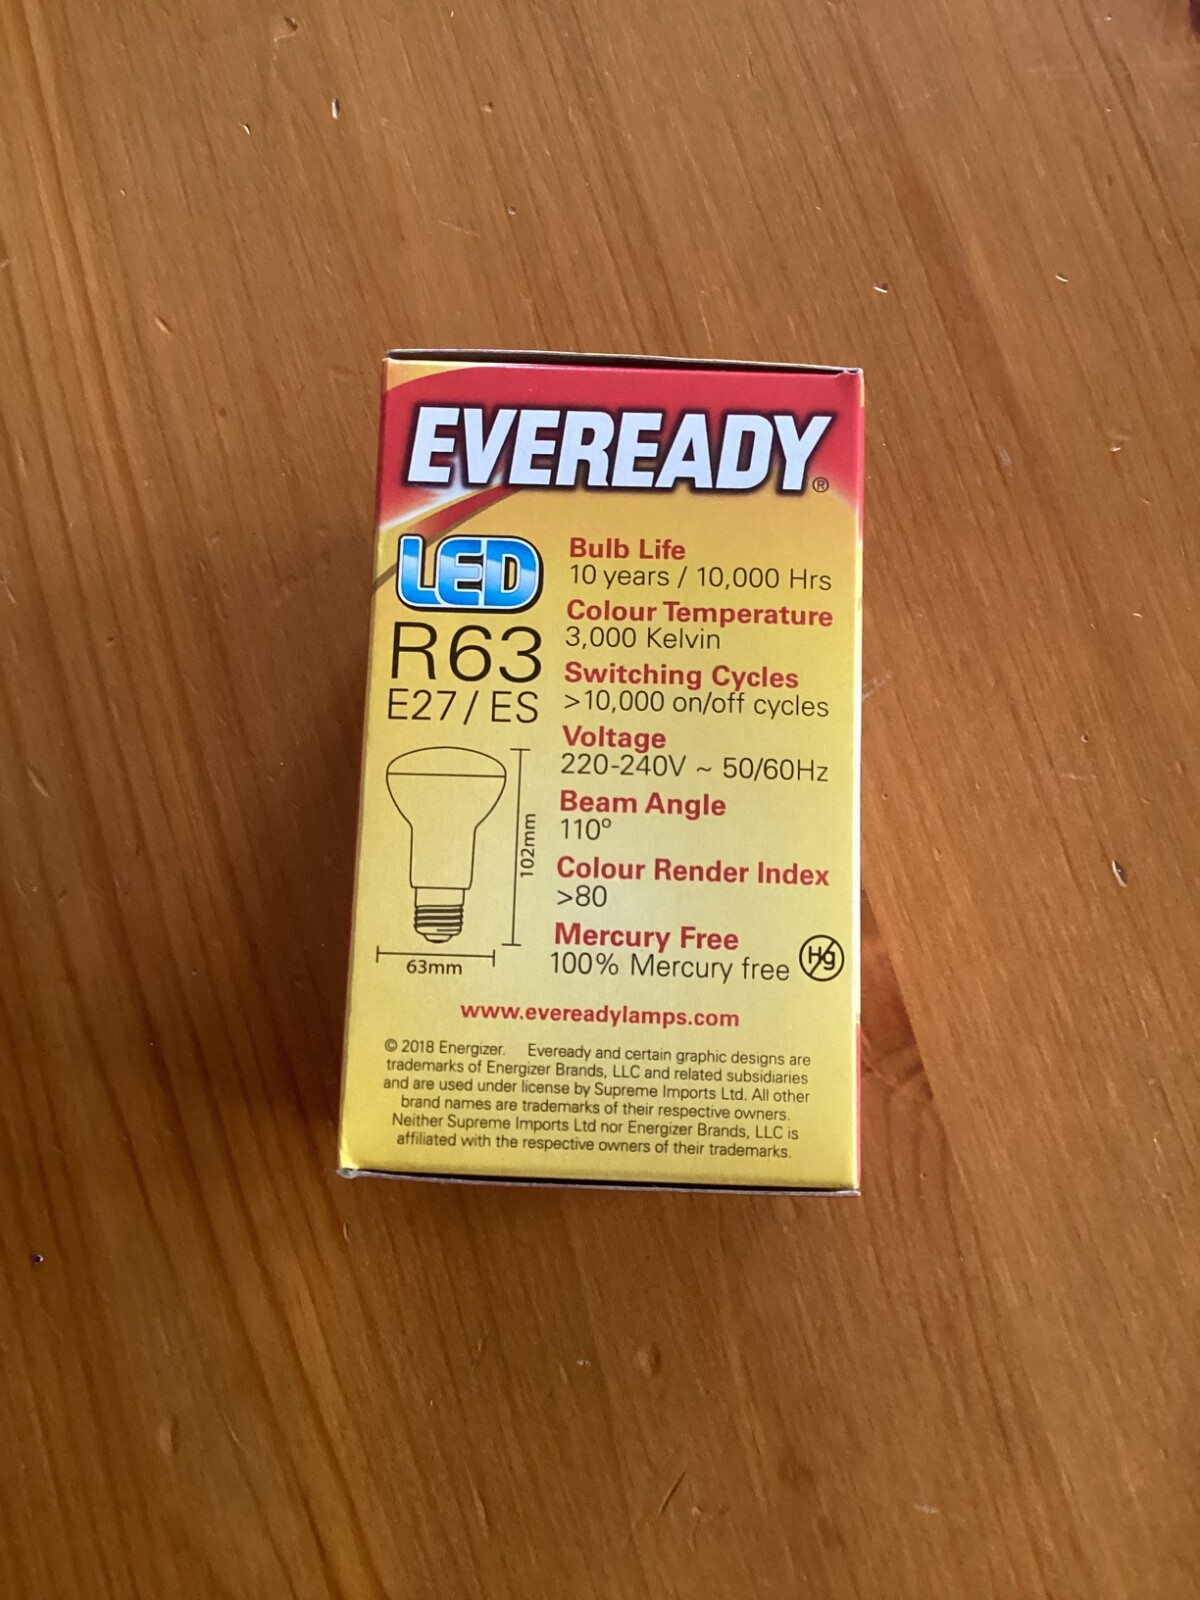 EVEREADY®
LED
R63
E27/ES
102mm
63mm
Bulb Life
10 years / 10,000 Hrs
Colour Temperature
3,000 Kelvin
Switching Cycles
>10,000 on/off cycles
Voltage
220-240V ~ 50/60Hz
Beam Angle
110º
Colour Render Index
>80
Mercury Free
100% Mercury free
Hg
www.evereadylamps.com
© 2018 Energizer. Eveready and certain graphic designs are
trademarks of Energizer Brands, LLC and related subsidiaries
and are used under license by Supreme Imports Ltd. All other
brand names are trademarks of their respective owners.
Neither Supreme Imports Ltd nor Energizer Brands, LLC is
affiliated with the respective owners of their trademarks.